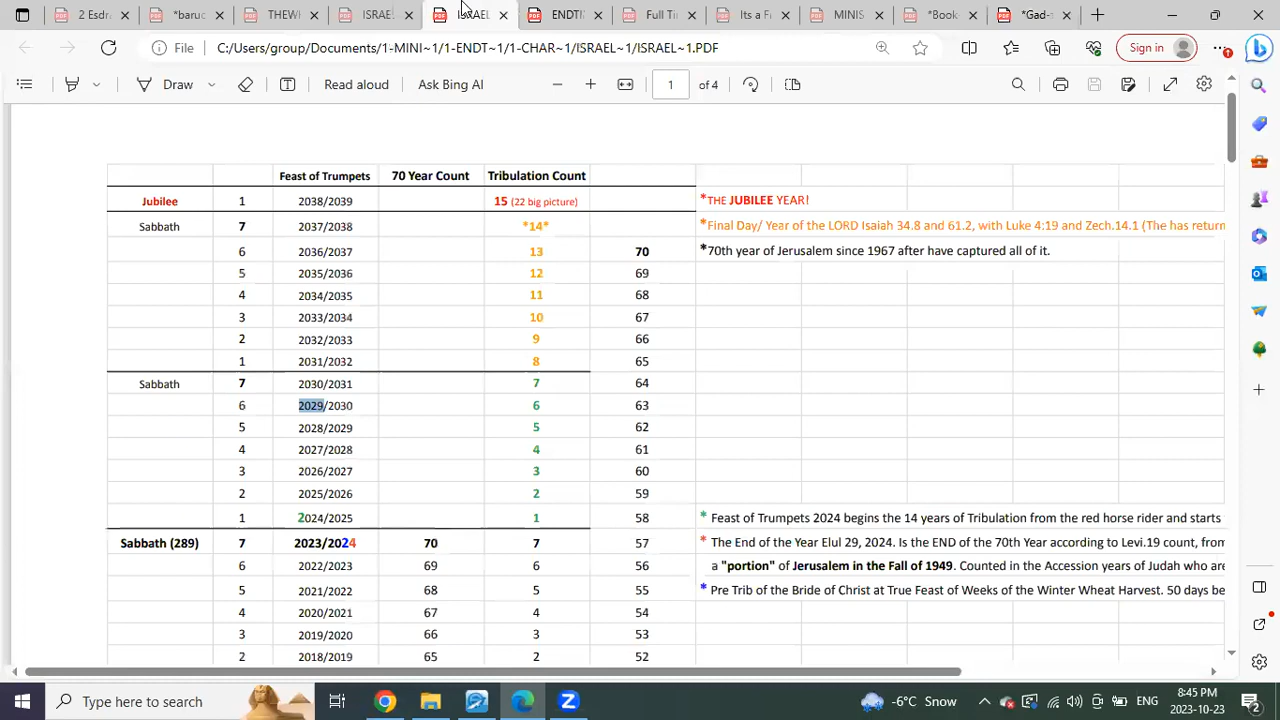 2 Esdra
*baruc
THEWH
ISRAEL
ISRAEL
ENDTI
Full Tir
Its a F
MINIS
*Book
*Gad-t
File C:/Users/group/Documents/1-MINI~1/1-ENDT~1/1-CHAR~1/ISRAEL~1/ISRAEL~1.PDF
Sign in
Draw Read aloud Ask Bing AI 1 of 4
Feast of Trumpets 70 Year Count Tribulation Count
Jubilee 1 2038/2039 15 (22 big picture) *THE JUBILEE YEAR!
Sabbath 7 2037/2038 *14* *Final Day/ Year of the LORD Isaiah 34.8 and 61.2, with Luke 4:19 and Zech.14.1 (The has return
6 2036/2037 13 70 *70th year of Jerusalem since 1967 after have captured all of it.
5 2035/2036 12 69
4 2034/2035 11 68
3 2033/2034 10 67
2 2032/2033 9 66
1 2031/2032 8 65
Sabbath 7 2030/2031 7 64
6 2029/2030 6 63
5 2028/2029 5 62
4 2027/2028 4 61
3 2026/2027 3 60
2 2025/2026 2 59
1 2024/2025 1 58 * Feast of Trumpets 2024 begins the 14 years of Tribulation from the red horse rider and starts
Sabbath (289) 7 2023/2024 70 7 57 * The End of the Year Elul 29, 2024. Is the END of the 70th Year according to Levi.19 count, from
6 2022/2023 69 6 56 a "portion" of Jerusalem in the Fall of 1949. Counted in the Accession years of Judah who are
5 2021/2022 68 5 55 * Pre Trib of the Bride of Christ at True Feast of Weeks of the Winter Wheat Harvest. 50 days be
4 2020/2021 67 4 54
3 2019/2020 66 3 53
2 2018/2019 65 2 52
Type here to search
-6°C Snow
ENG
8:45 PM
2023-10-23
2